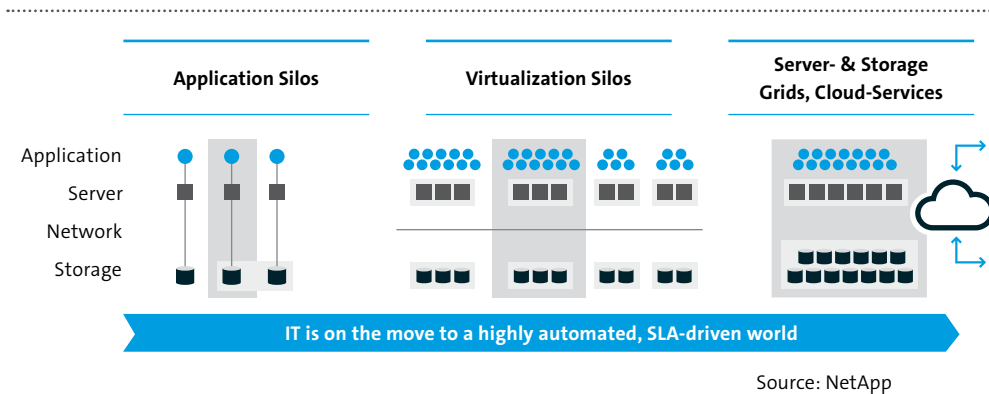 Application Silos
Virtualization Silos
Server- & Storage
Grids, Cloud-Services
Application
Server
Network
Storage
IT is on the move to a highly automated, SLA-driven world
Source: NetApp